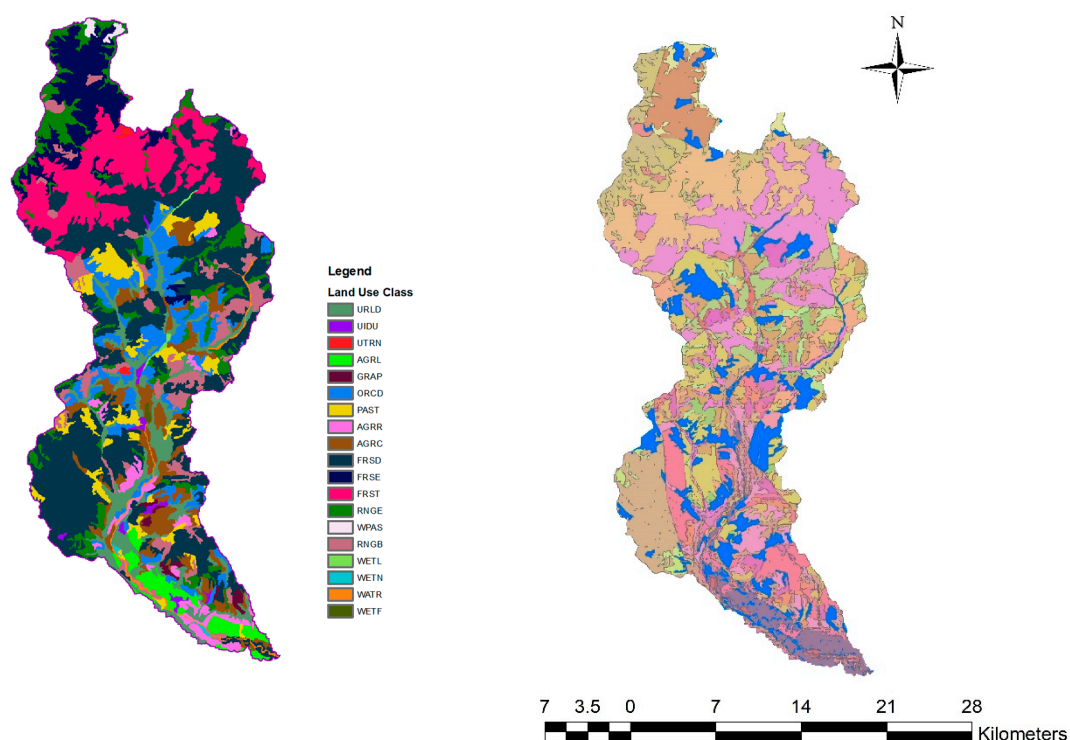 N
Legend
Land Use Class
URLD
UIDU
UTRN
AGRL
GRAP
ORCD
PAST
AGRR
AGRC
FRSD
FRSE
FRST
RNGE
WPAS
RNGB
WETL
WETN
WATR
WETF
7 3.5 0 7 14 21 28
Kilometers